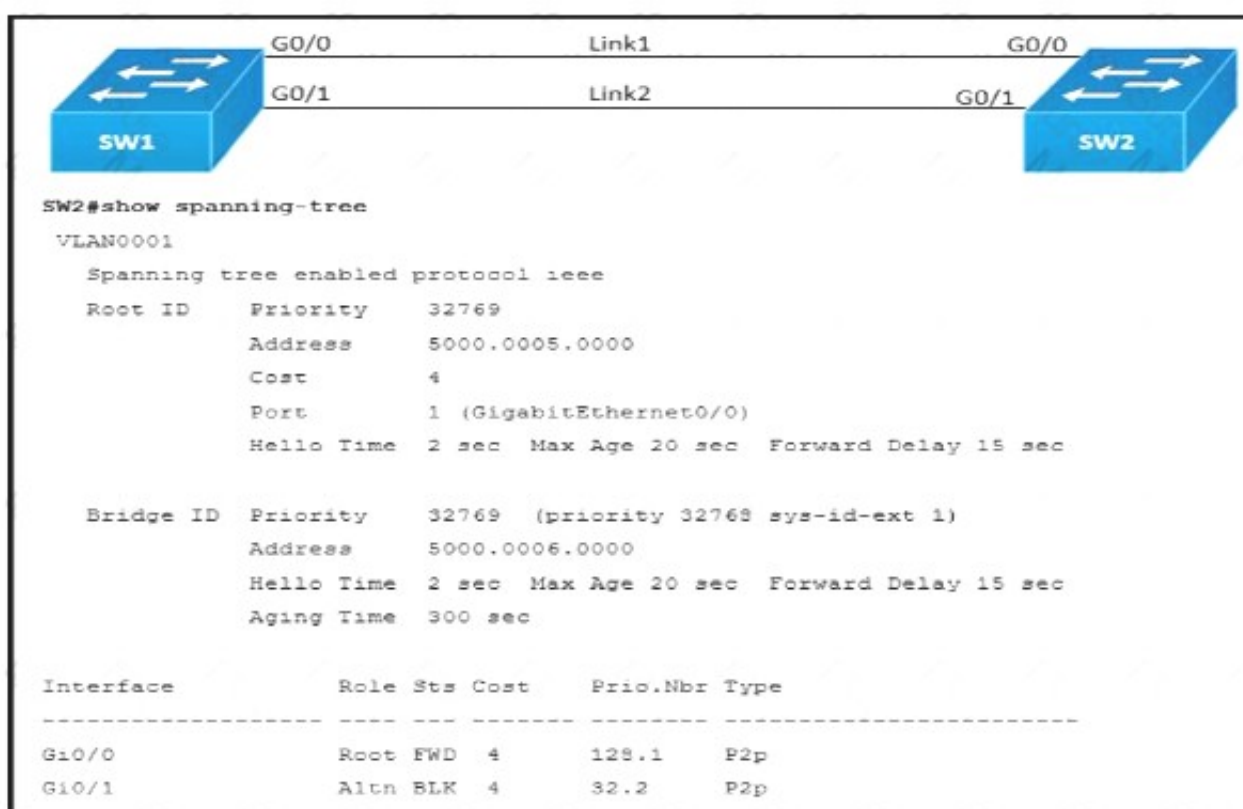 G0/0 Link1 G0/0
G0/1 Link2 G0/1
SW1 SW2
SW2#show spanning-tree
VLAN0001
Spanning tree enabled protocol ieee
Root ID Priority 32769
Address 5000.0005.0000
Cost 4
Port 1 (GigabitEthernet0/0)
Hello Time 2 sec Max Age 20 sec Forward Delay 15 sec
Bridge ID Priority 32769 (priority 32768 sys-id-ext 1)
Address 5000.0006.0000
Hello Time 2 sec Max Age 20 sec Forward Delay 15 sec
Aging Time 300 sec
Interface Role Sts Cost Prio.Nbr Type
------------------- ---- --- ------- -------- ------------------------
Gi0/0 Root FWD 4 128.1 P2p
Gi0/1 Altn BLK 4 32.2 P2p